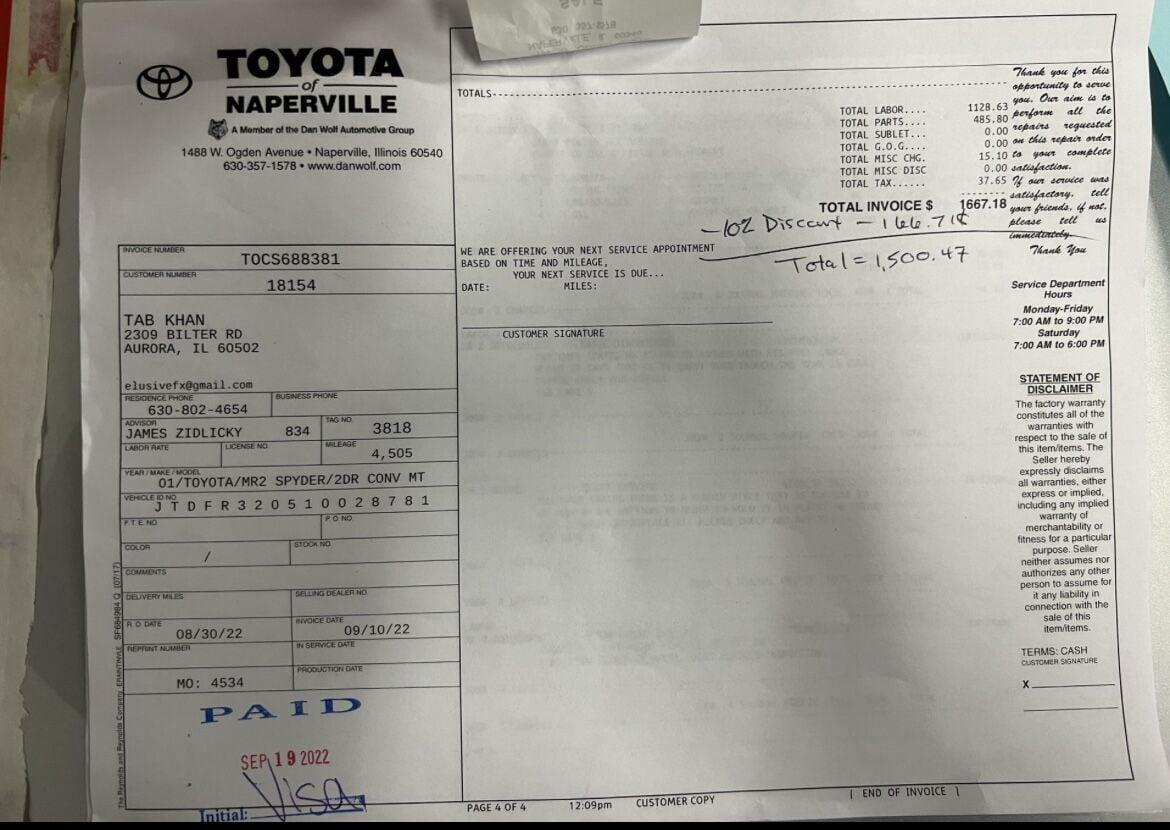 TOYOTA
of
NAPERVILLE
A Member of the Dan Wolf Automotive Group
1488 W. Ogden Avenue • Naperville, Illinois 60540
630-357-1578 • www.danwolf.com
INVOICE NUMBER
TOCS688381
CUSTOMER NUMBER
18154
TAB KHAN
2309 BILTER RD
AURORA, IL 60502
elusivefx@gmail.com
RESIDENCE PHONE BUSINESS PHONE
630-802-4654
ADVISOR TAG NO.
JAMES ZIDLICKY 834 3818
LABOR RATE LICENSE NO. MILEAGE
4,505
YEAR / MAKE / MODEL
01/TOYOTA/MR2 SPYDER/2DR CONV MT
VEHICLE ID NO.
J T D F R 3 2 0 5 1 0 0 2 8 7 8 1
F.T.E. NO. P.O. NO.
COLOR STOCK NO.
/
COMMENTS
DELIVERY MILES SELLING DEALER NO.
R.O. DATE INVOICE DATE
08/30/22 09/10/22
REPRINT NUMBER IN SERVICE DATE
PRODUCTION DATE
MO: 4534
PAID
SEP 19 2022
Visa
Initial:
The Reynolds and Reynolds Company SF684984 Q (07/17)
SALE
NAPERVILLE, IL 60540
TOTALS
TOTAL LABOR.... 1128.63
TOTAL PARTS.... 485.80
TOTAL SUBLET... 0.00
TOTAL G.O.G.... 0.00
TOTAL MISC CHG. 15.10
TOTAL MISC DISC 0.00
TOTAL TAX...... 37.65
TOTAL INVOICE $ 1667.18
-10% Discount - 166.71¢
Total = 1,500.47
WE ARE OFFERING YOUR NEXT SERVICE APPOINTMENT
BASED ON TIME AND MILEAGE,
YOUR NEXT SERVICE IS DUE...
DATE: MILES:
CUSTOMER SIGNATURE
Thank you for this
opportunity to serve
you. Our aim is to
perform all the
repairs requested
on this repair order
to your complete
satisfaction.
If our service was
satisfactory, tell
your friends, if not,
please tell us
immediately.
Thank You
Service Department
Hours
Monday-Friday
7:00 AM to 9:00 PM
Saturday
7:00 AM to 6:00 PM
STATEMENT OF
DISCLAIMER
The factory warranty
constitutes all of the
warranties with
respect to the sale of
this item/items. The
Seller hereby
expressly disclaims
all warranties, either
express or implied,
including any implied
warranty of
merchantability or
fitness for a particular
purpose. Seller
neither assumes nor
authorizes any other
person to assume for
it any liability in
connection with the
sale of this
item/items.
TERMS: CASH
CUSTOMER SIGNATURE
X
PAGE 4 OF 4 12:09pm CUSTOMER COPY [ END OF INVOICE ]